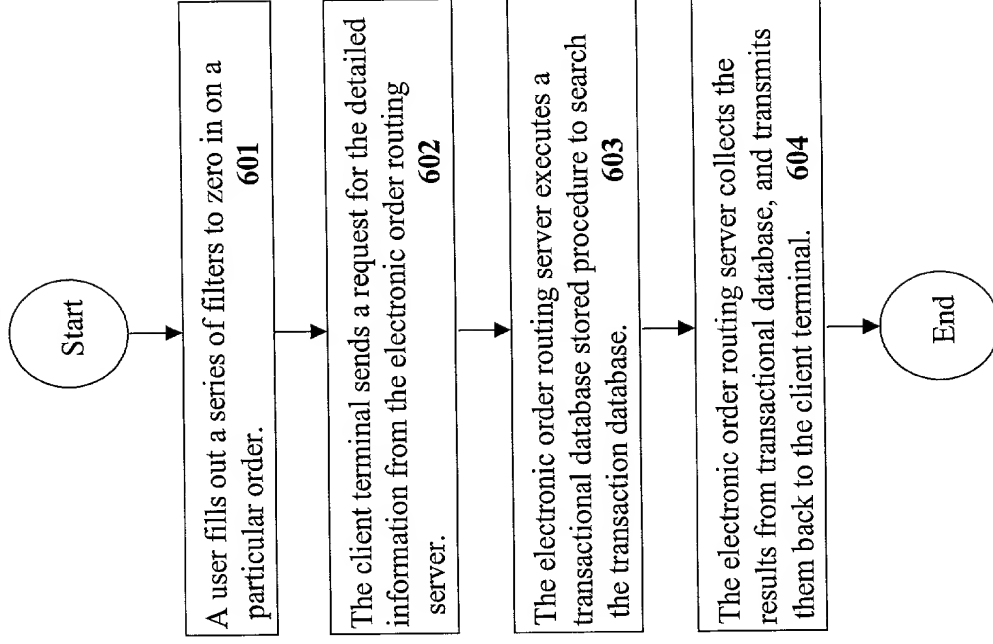 Start
A user fills out a series of filters to zero in on a
particular order. 601
The client terminal sends a request for the detailed
information from the electronic order routing
server. 602
The electronic order routing server executes a
transactional database stored procedure to search
the transaction database. 603
The electronic order routing server collects the
results from transactional database, and transmits
them back to the client terminal. 604
End